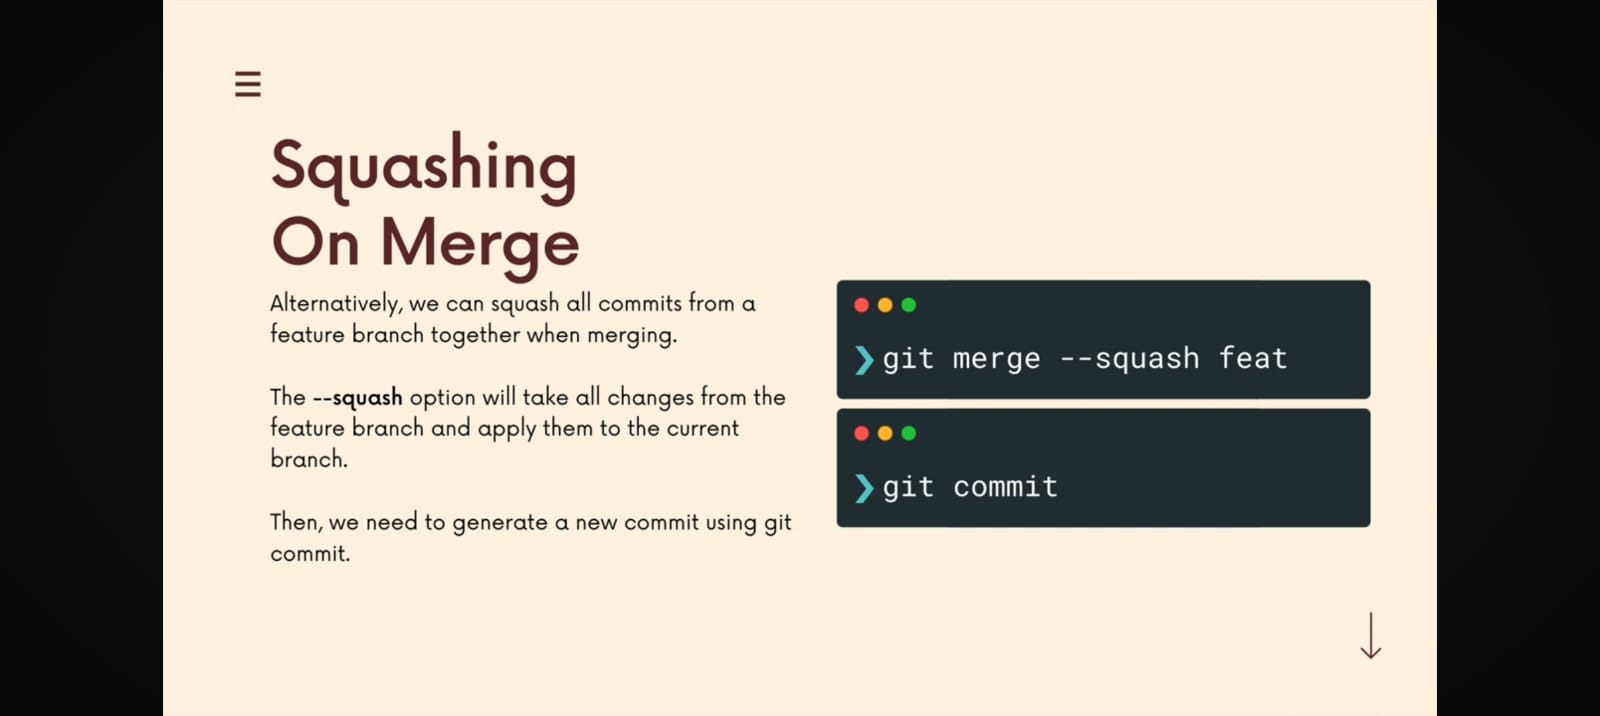 Squashing
On Merge
Alternatively, we can squash all commits from a
feature branch together when merging.
The --squash option will take all changes from the
feature branch and apply them to the current
branch.
Then, we need to generate a new commit using git
commit.
❯ git merge --squash feat
❯ git commit